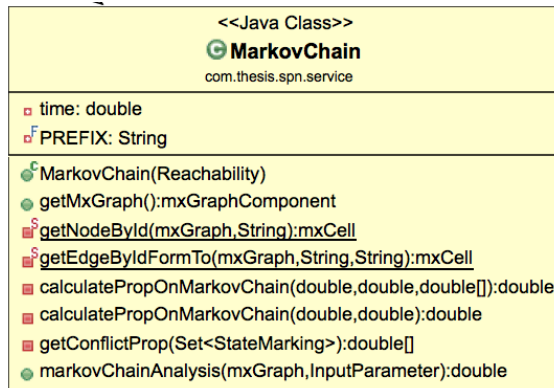 <<Java Class>>
C MarkovChain
com.thesis.spn.service
time: double
F PREFIX: String
C MarkovChain(Reachability)
getMxGraph():mxGraphComponent
S getNodeById(mxGraph,String):mxCell
S getEdgeByIdFormTo(mxGraph,String,String):mxCell
calculatePropOnMarkovChain(double,double,double[]):double
calculatePropOnMarkovChain(double,double):double
getConflictProp(Set<StateMarking>):double[]
markovChainAnalysis(mxGraph,InputParameter):double